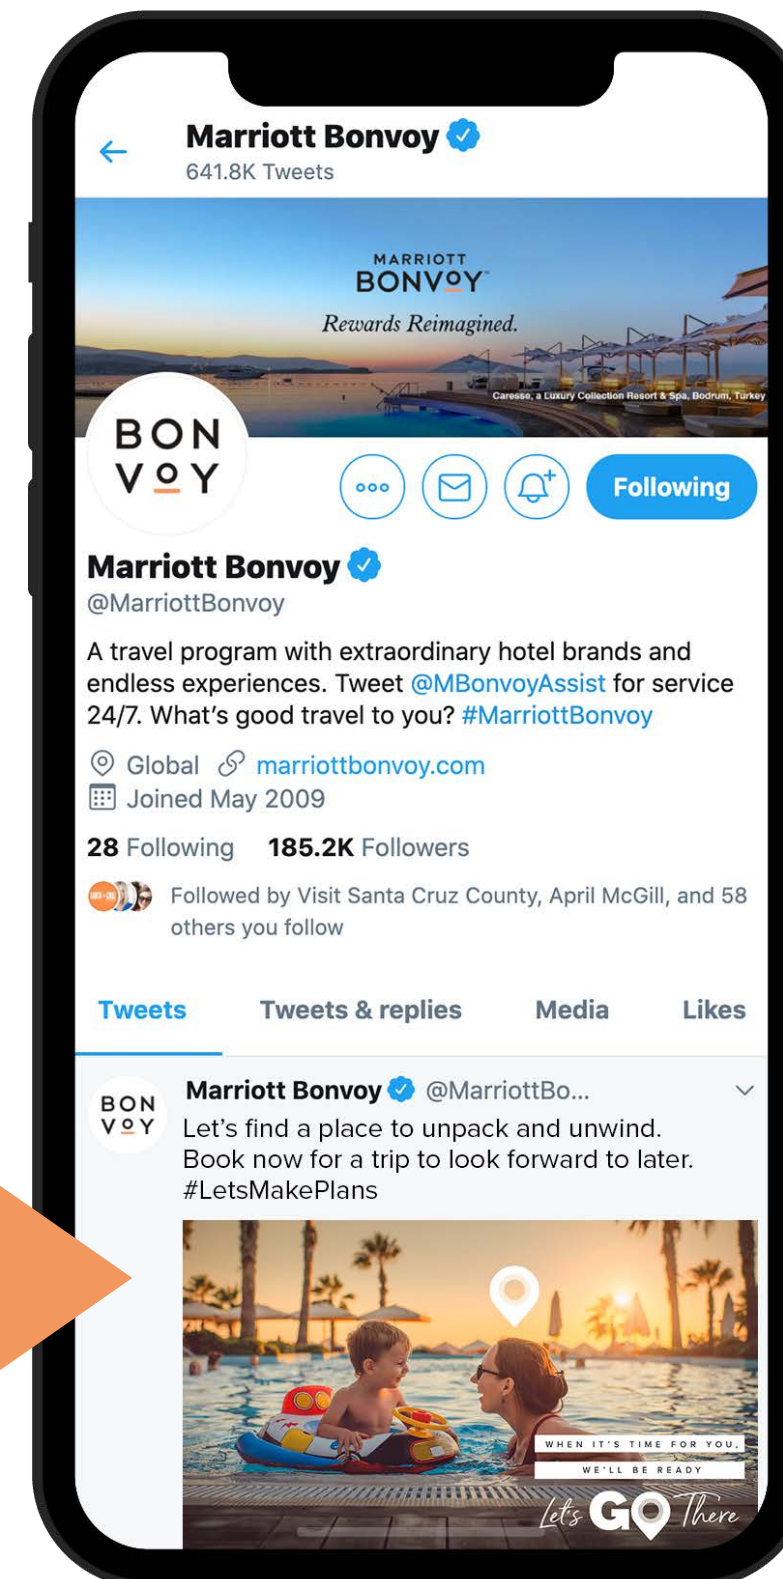 Marriott Bonvoy
641.8K Tweets
MARRIOTT
BONVOY™
Rewards Reimagined.
Caresse, a Luxury Collection Resort & Spa, Bodrum, Turkey
BON
VOY
Following
Marriott Bonvoy
@MarriottBonvoy
A travel program with extraordinary hotel brands and
endless experiences. Tweet @MBonvoyAssist for service
24/7. What’s good travel to you? #MarriottBonvoy
Global marriottbonvoy.com
Joined May 2009
28 Following 185.2K Followers
Followed by Visit Santa Cruz County, April McGill, and 58
others you follow
Tweets Tweets & replies Media Likes
BON
VOY
Marriott Bonvoy @MarriottBo...
Let’s find a place to unpack and unwind.
Book now for a trip to look forward to later.
#LetsMakePlans
WHEN IT'S TIME FOR YOU,
WE'LL BE READY
Let's GO There